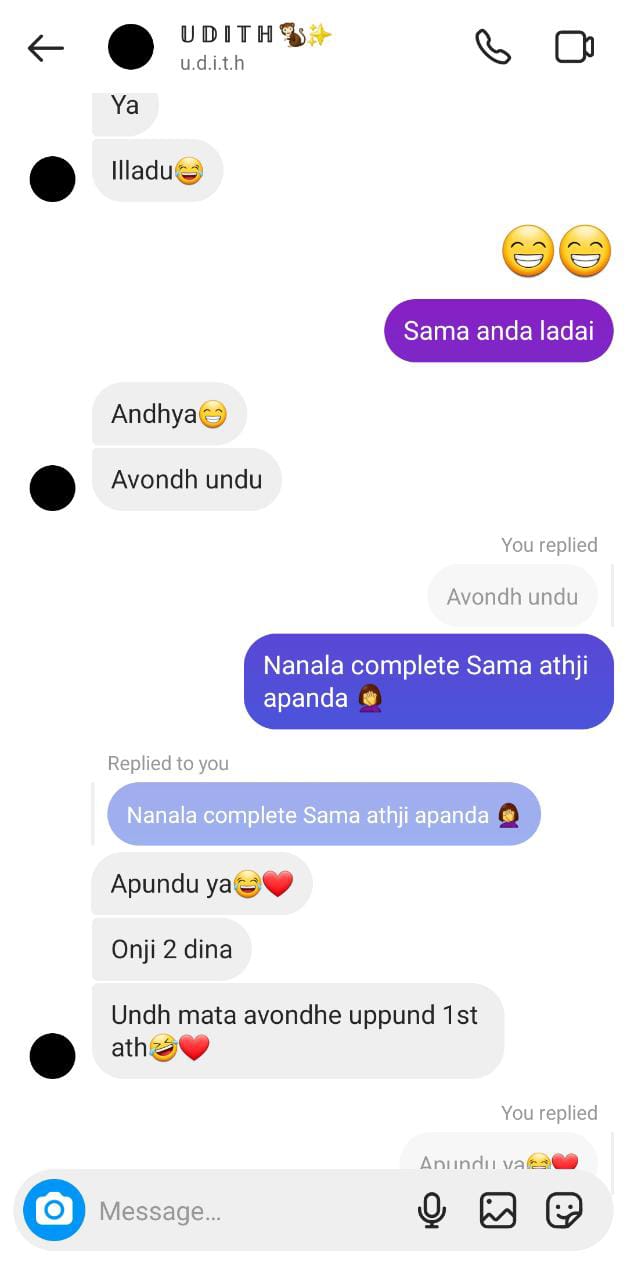 𝕌 𝔻 𝕀 𝕋 ℍ 🐒✨
u.d.i.t.h
Ya
Illadu😂
😁😁
Sama anda ladai
Andhya😁
Avondh undu
You replied
Avondh undu
Nanala complete Sama athji
apanda 🤦‍♀️
Replied to you
Nanala complete Sama athji apanda 🤦‍♀️
Apundu ya😂❤️
Onji 2 dina
Undh mata avondhe uppund 1st
ath🤣❤️
You replied
Apundu ya😂❤️
Message...